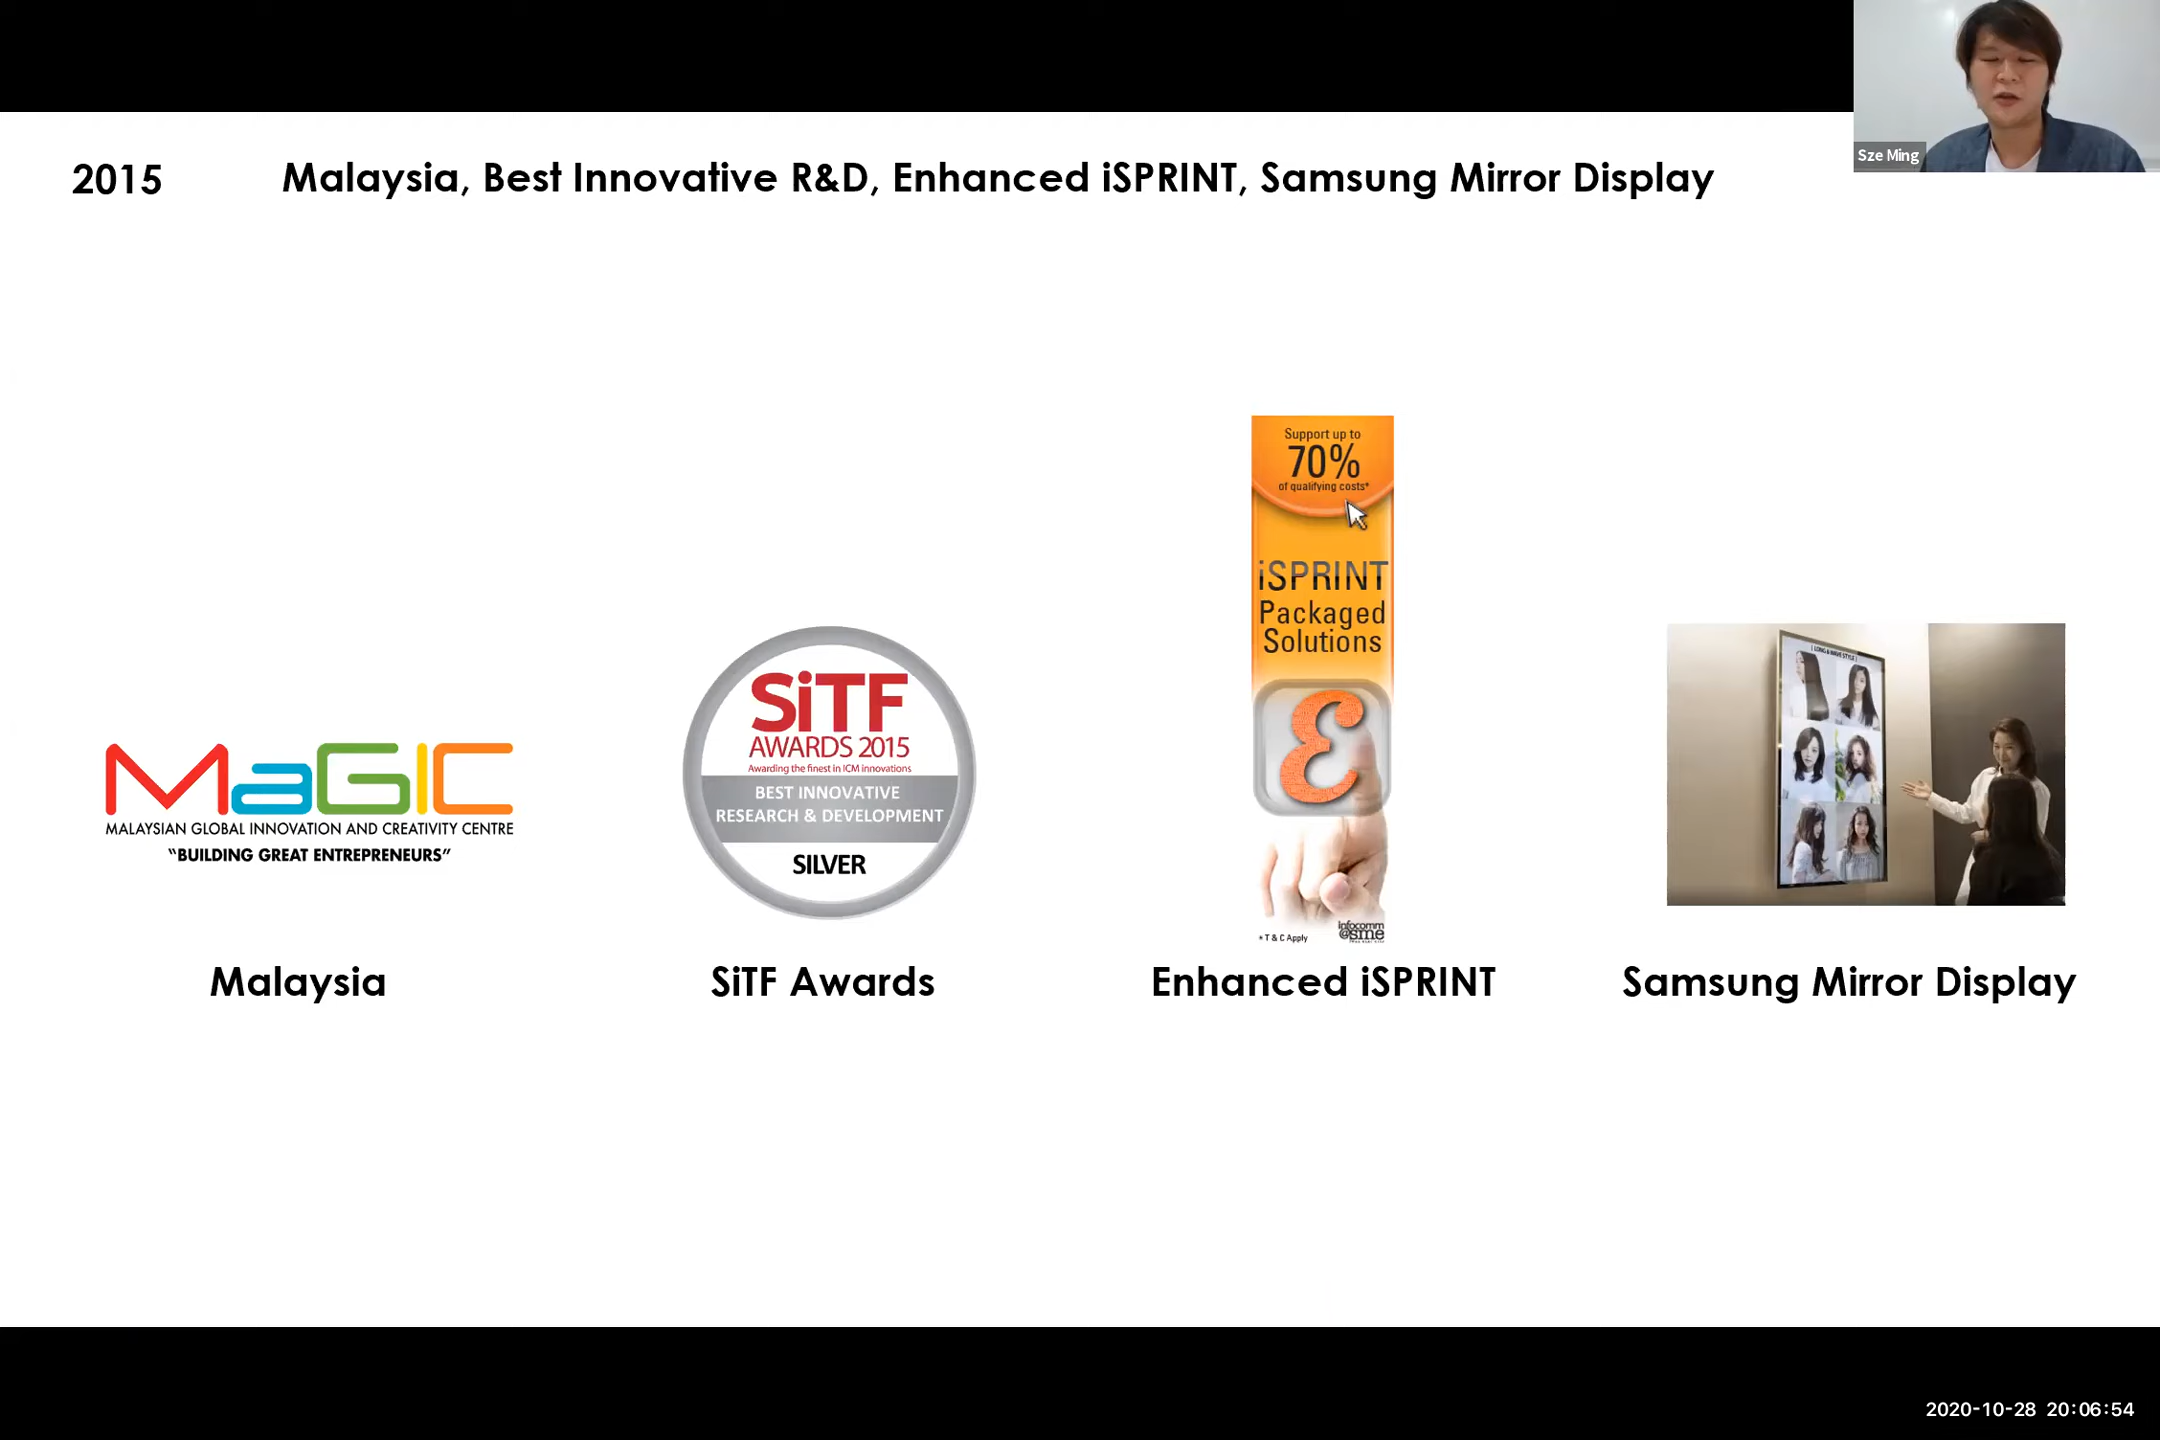 Sze Ming
2015
Malaysia, Best Innovative R&D, Enhanced iSPRINT, Samsung Mirror Display
Support up to
70%
of qualifying costs*
iSPRINT
Packaged
Solutions
ε
*T & C Apply
infocomm
@sme
MaGIC
MALAYSIAN GLOBAL INNOVATION AND CREATIVITY CENTRE
"BUILDING GREAT ENTREPRENEURS"
SiTF
AWARDS 2015
Awarding the finest in ICM innovations
BEST INNOVATIVE
RESEARCH & DEVELOPMENT
SILVER
Malaysia
SiTF Awards
Enhanced iSPRINT
Samsung Mirror Display
2020-10-28 20:06:54